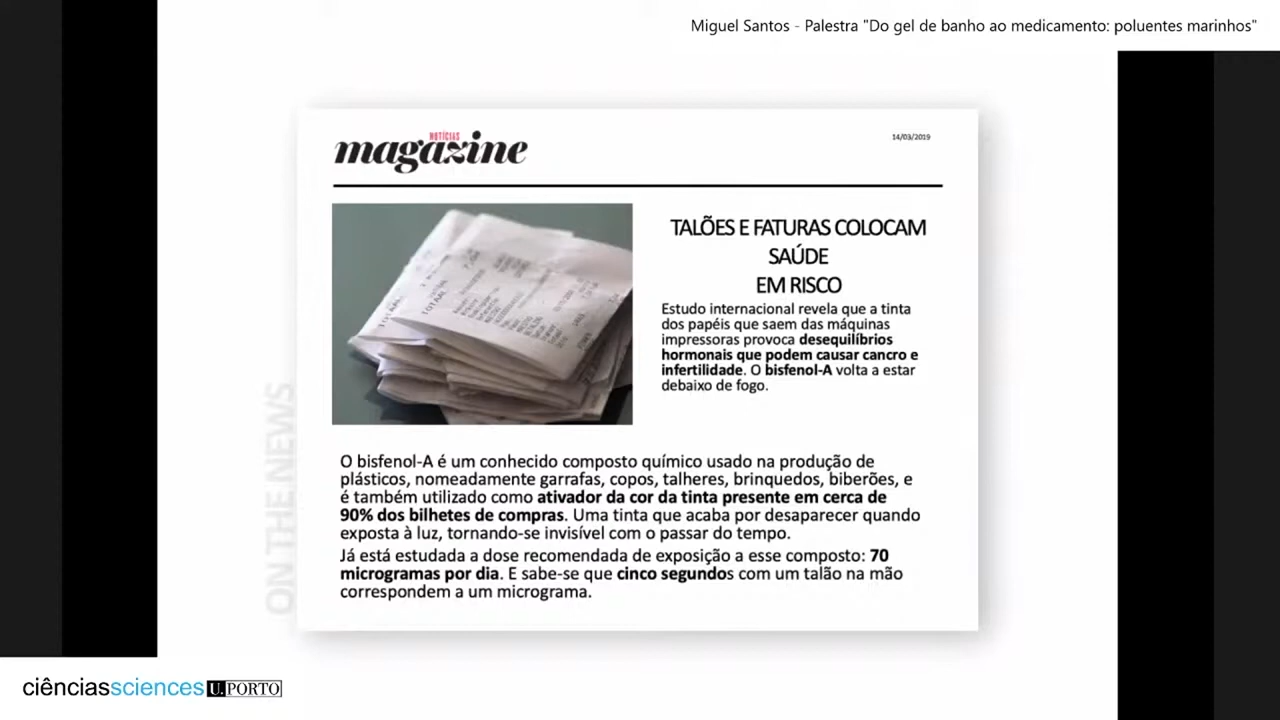 Miguel Santos - Palestra "Do gel de banho ao medicamento: poluentes marinhos"
NOTÍCIAS
magazine
14/03/2019
TALÕES E FATURAS COLOCAM
SAÚDE
EM RISCO
Estudo internacional revela que a tinta
dos papéis que saem das máquinas
impressoras provoca desequilíbrios
hormonais que podem causar cancro e
infertilidade. O bisfenol-A volta a estar
debaixo de fogo.
TOTAAL
ON THE NEWS
O bisfenol-A é um conhecido composto químico usado na produção de
plásticos, nomeadamente garrafas, copos, talheres, brinquedos, biberões, e
é também utilizado como ativador da cor da tinta presente em cerca de
90% dos bilhetes de compras. Uma tinta que acaba por desaparecer quando
exposta à luz, tornando-se invisível com o passar do tempo.
Já está estudada a dose recomendada de exposição a esse composto: 70
microgramas por dia. E sabe-se que cinco segundos com um talão na mão
correspondem a um micrograma.
ciênciassciences U.PORTO